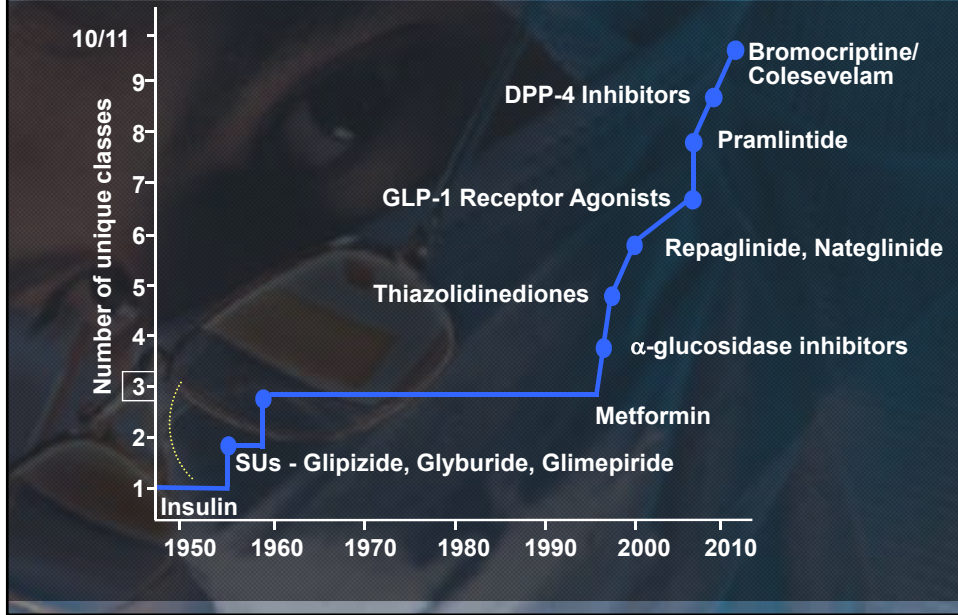 10/11
Bromocriptine/
Colesevelam
9
DPP-4 Inhibitors
8
Pramlintide
7
GLP-1 Receptor Agonists
6
Repaglinide, Nateglinide
5
Thiazolidinediones
4
α-glucosidase inhibitors
3
Metformin
2
SUs - Glipizide, Glyburide, Glimepiride
1
Insulin
Number of unique classes
1950 1960 1970 1980 1990 2000 2010